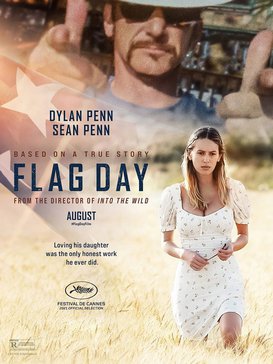 DYLAN PENN
SEAN PENN
BASED ON A TRUE STORY
FLAG DAY
FROM THE DIRECTOR OF INTO THE WILD
AUGUST
#FlagDayFilm
Loving his daughter
was the only honest work
he ever did.
FESTIVAL DE CANNES
2021 OFFICIAL SELECTION
R